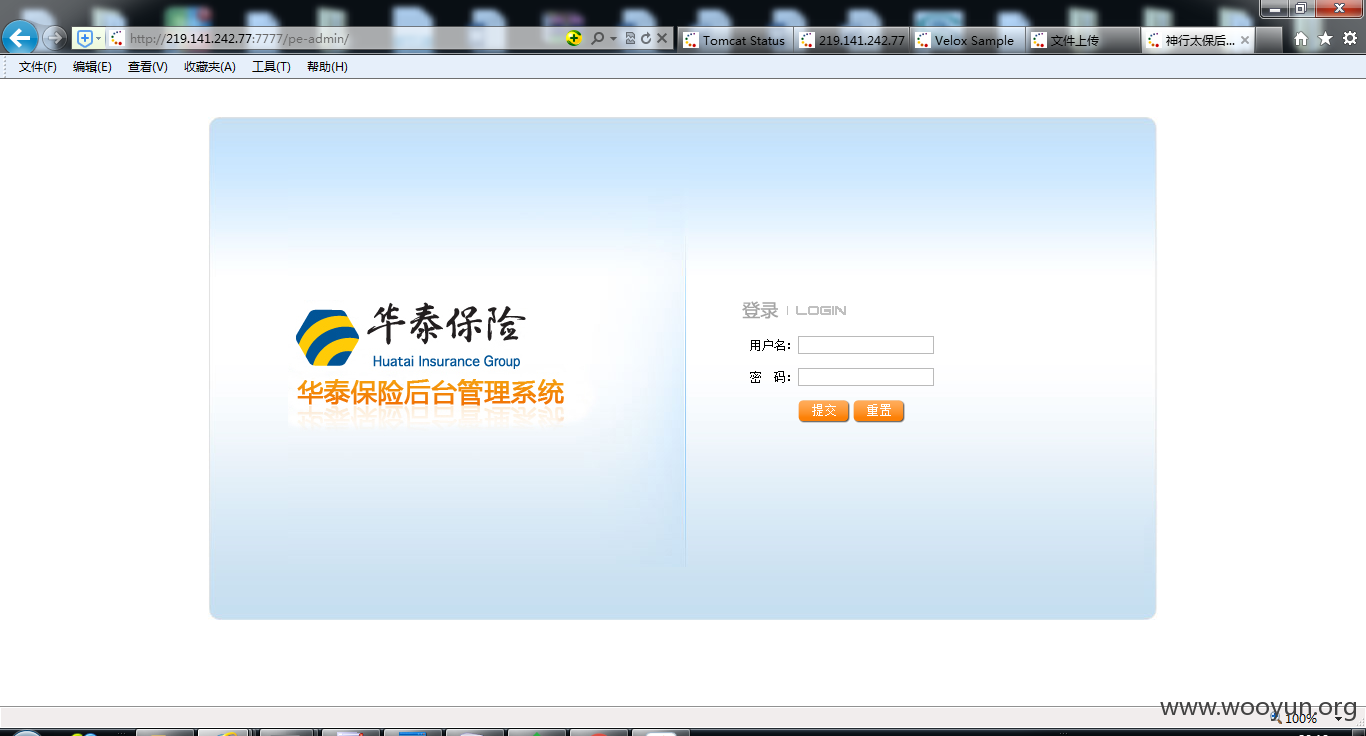 http://219.141.242.77:7777/pe-admin/
Tomcat Status
219.141.242.77
Velox Sample
文件上传
神行太保后...
文件(F) 编辑(E) 查看(V) 收藏夹(A) 工具(T) 帮助(H)
华泰保险
Huatai Insurance Group
华泰保险后台管理系统
登录 LOGIN
用户名：
密 码：
提交 重置
www.wooyun.org
100%